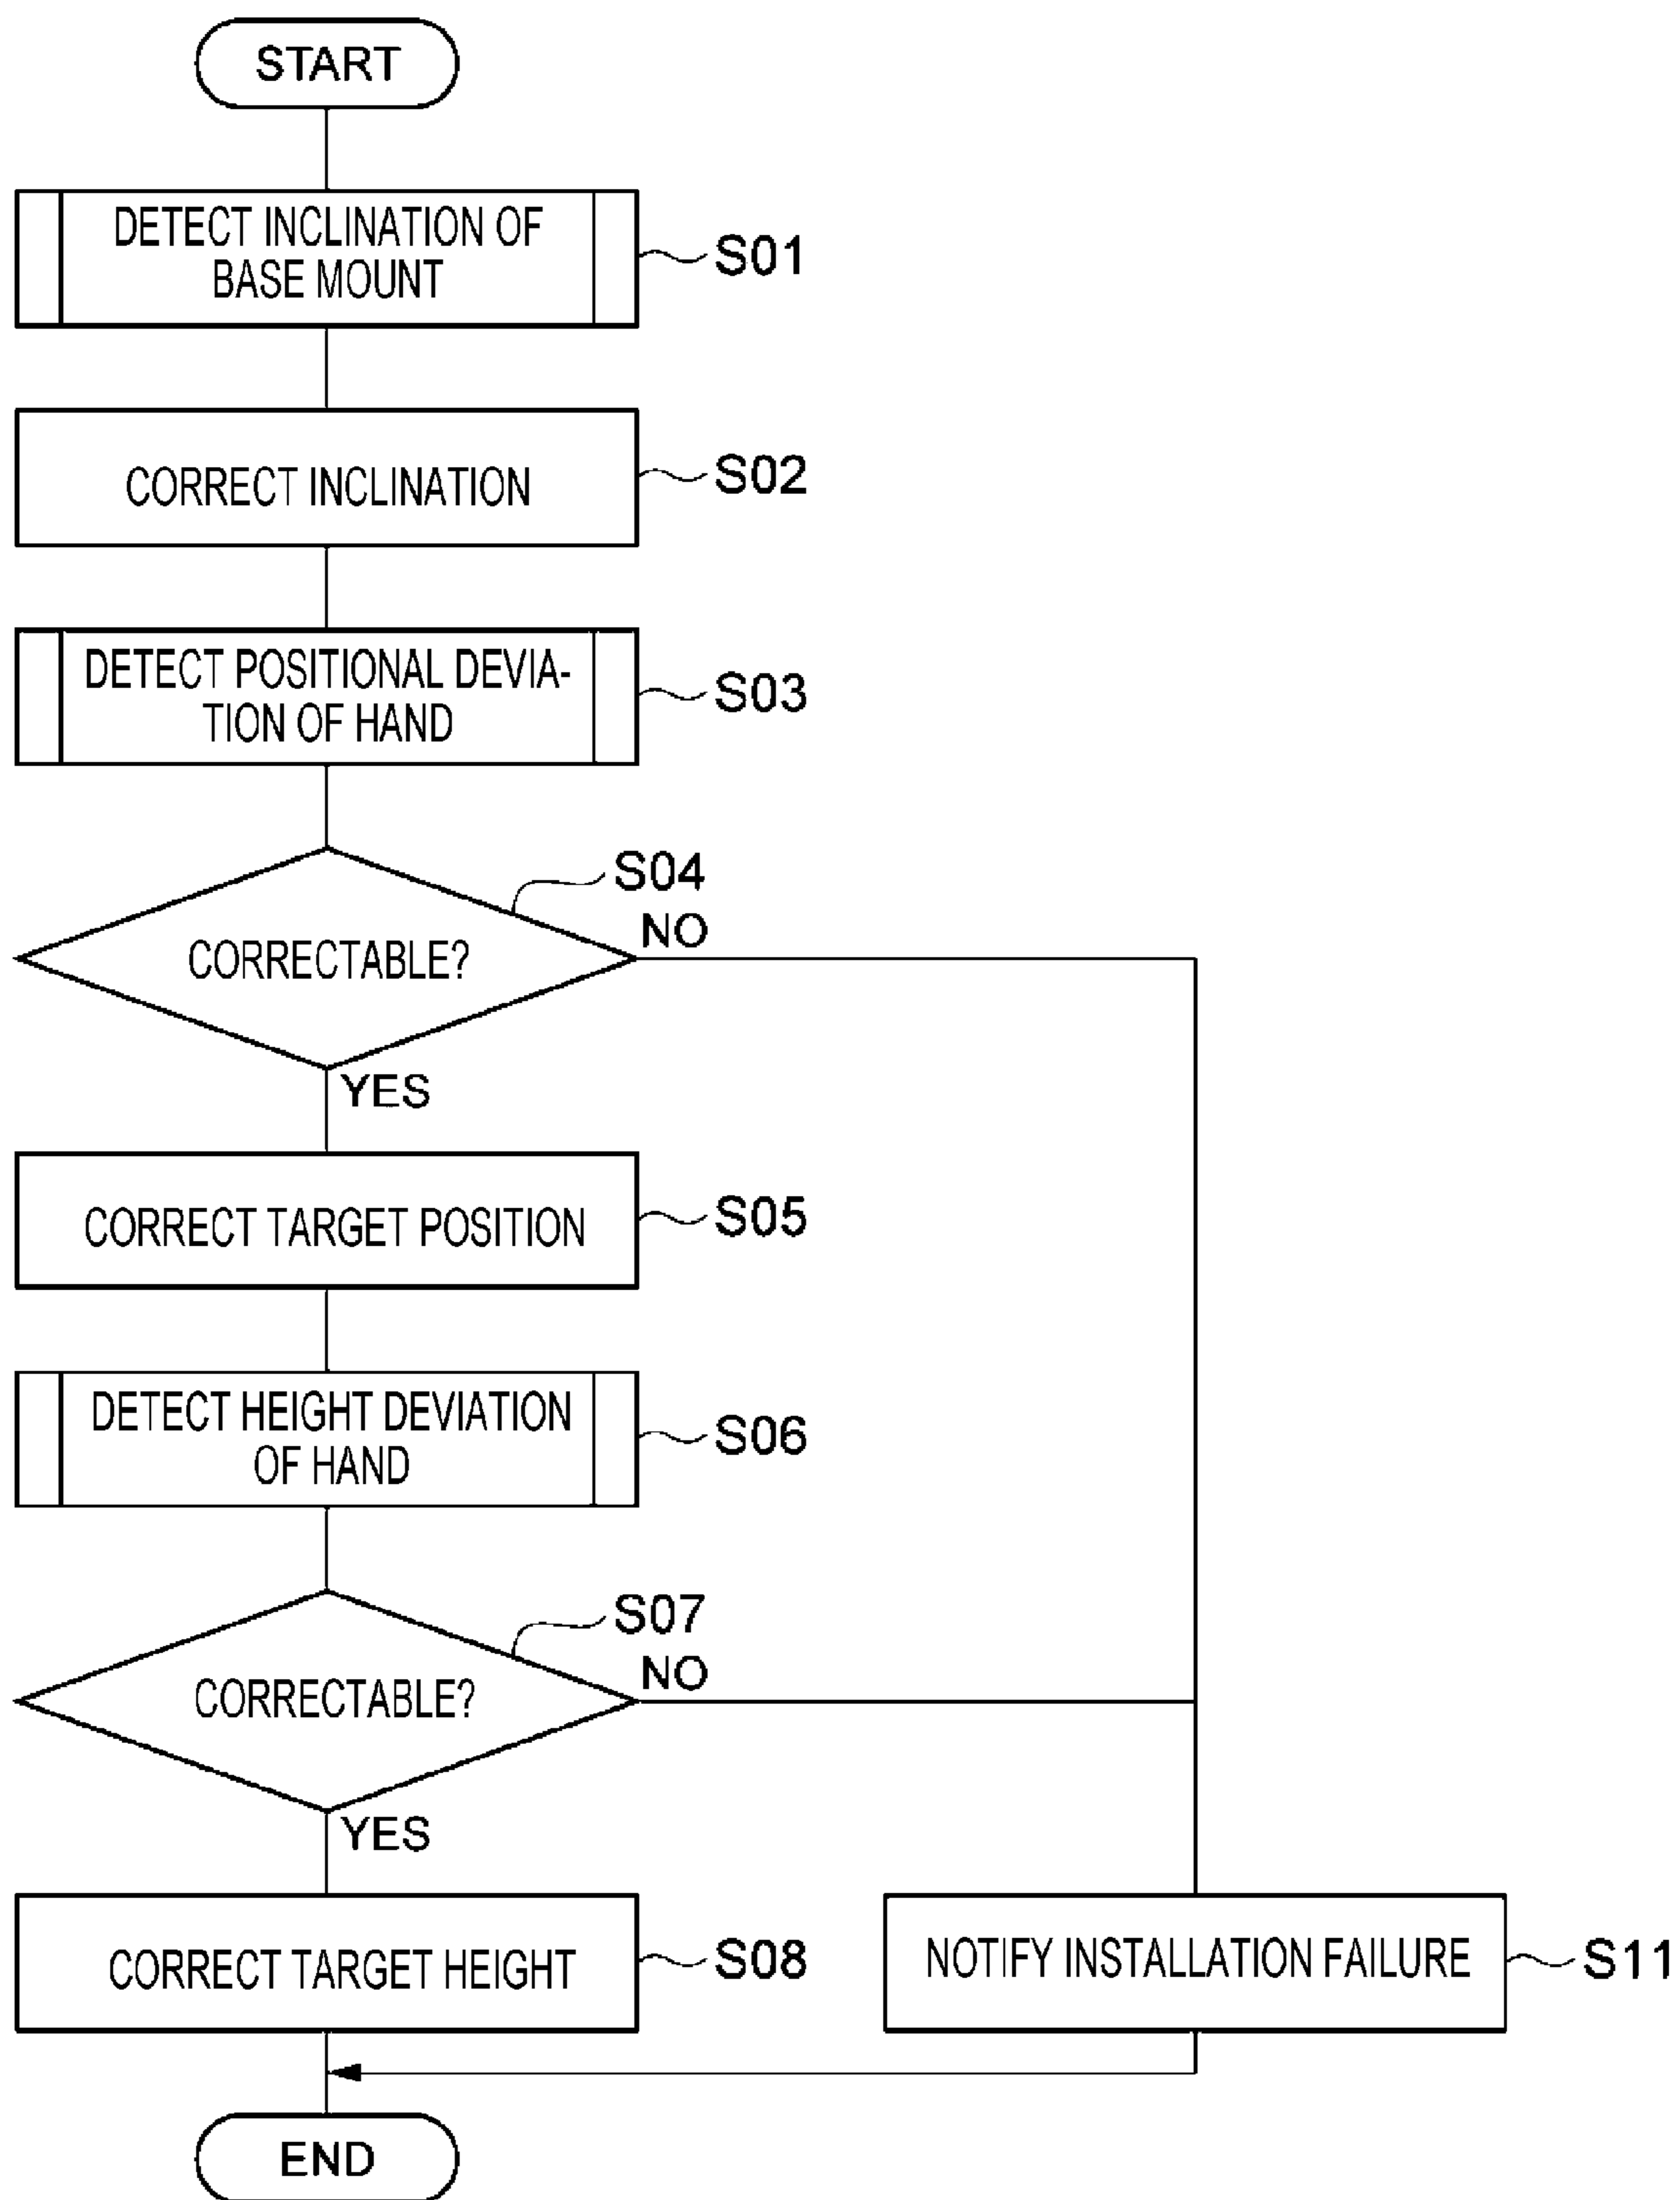 START
DETECT INCLINATION OF
BASE MOUNT
S01
CORRECT INCLINATION
S02
DETECT POSITIONAL DEVIA-
TION OF HAND
S03
S04
CORRECTABLE?
NO
YES
CORRECT TARGET POSITION
S05
DETECT HEIGHT DEVIATION
OF HAND
S06
S07
CORRECTABLE?
NO
YES
CORRECT TARGET HEIGHT
S08
NOTIFY INSTALLATION FAILURE
S11
END